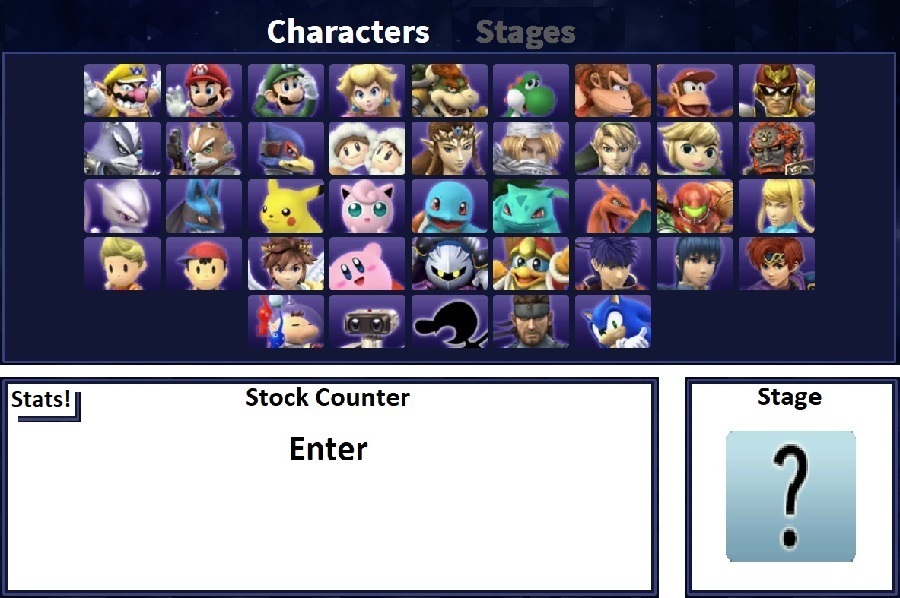 Characters Stages
Stats!
Stock Counter
Enter
Stage
?